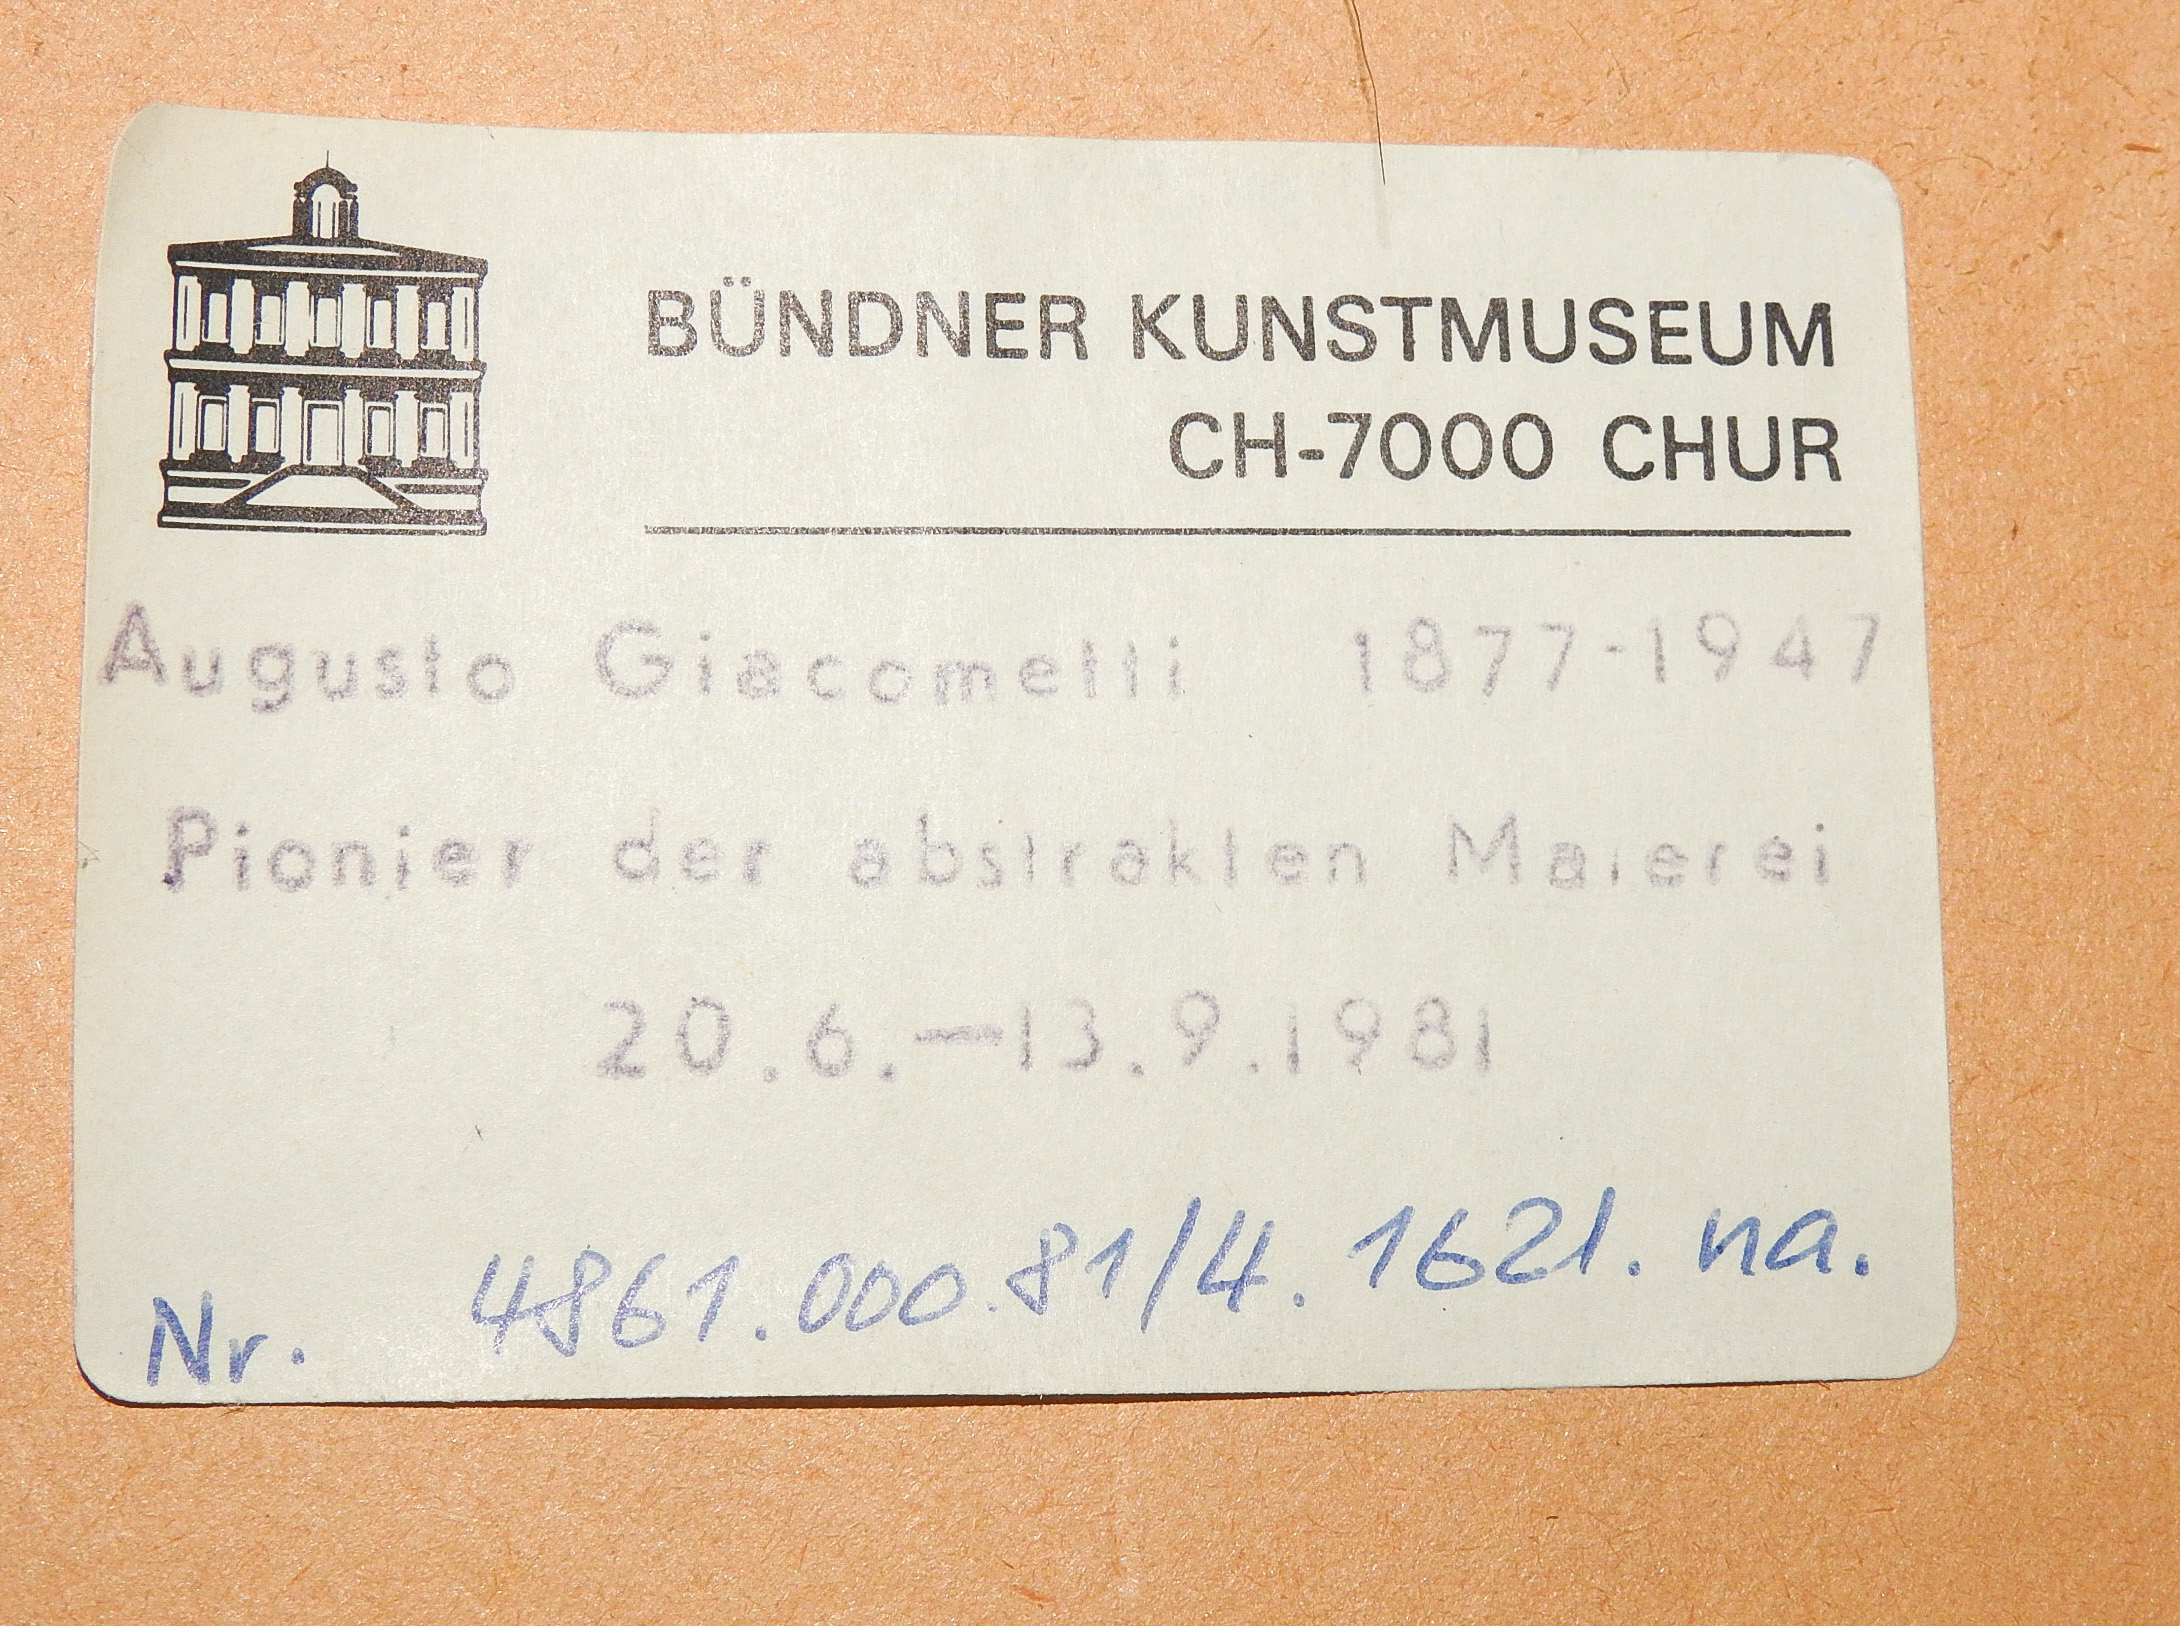 BÜNDNER KUNSTMUSEUM
CH-7000 CHUR
Augusto Giacometti 1877-1947
Pionier der abstrakten Malerei
20.6.—13.9.1981
Nr. 4861.000.81/4. 1621. na.